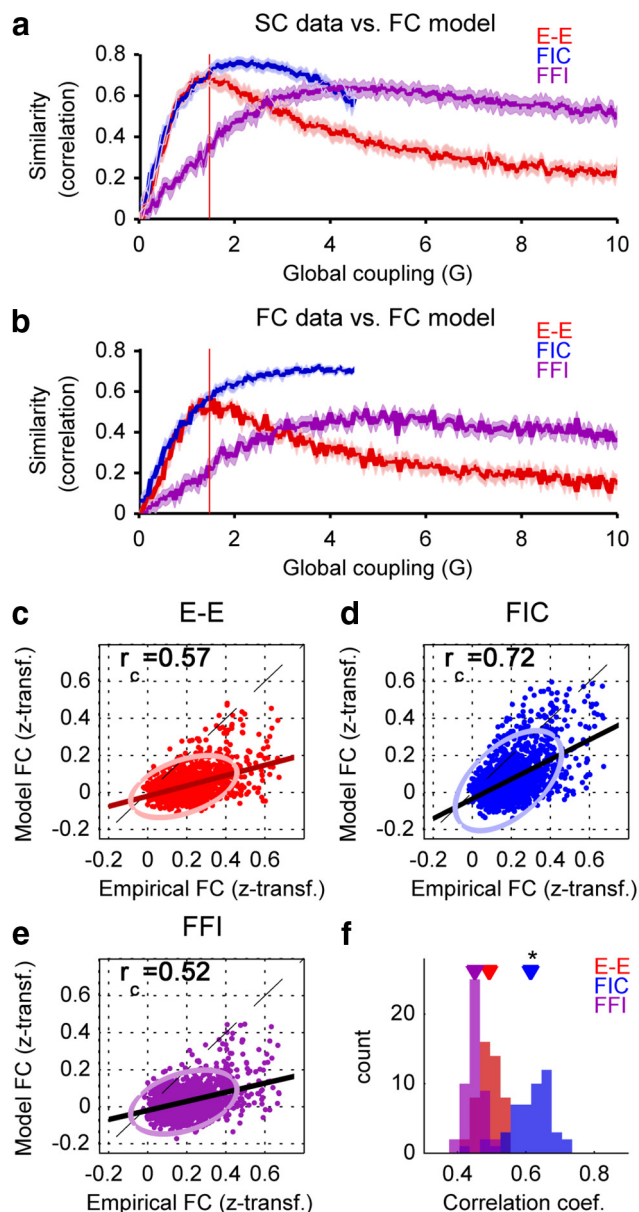 a
SC data vs. FC model
E-E
FIC
FFI
Similarity
(correlation)
0.8
0.6
0.4
0.2
0
0 2 4 6 8 10
Global coupling (G)
b
FC data vs. FC model
E-E
FIC
FFI
Similarity
(correlation)
0.8
0.6
0.4
0.2
0
0 2 4 6 8 10
Global coupling (G)
c
E-E
r_c =0.57
Model FC (z-transf.)
0.6
0.4
0.2
0
-0.2
-0.2 0 0.2 0.4 0.6
Empirical FC (z-transf.)
d
FIC
r_c =0.72
Model FC (z-transf.)
0.6
0.4
0.2
0
-0.2
-0.2 0 0.2 0.4 0.6
Empirical FC (z-transf.)
e
FFI
r_c =0.52
Model FC (z-transf.)
0.6
0.4
0.2
0
-0.2
-0.2 0 0.2 0.4 0.6
Empirical FC (z-transf.)
f
*
E-E
FIC
FFI
count
20
10
0
0.4 0.6 0.8
Correlation coef.